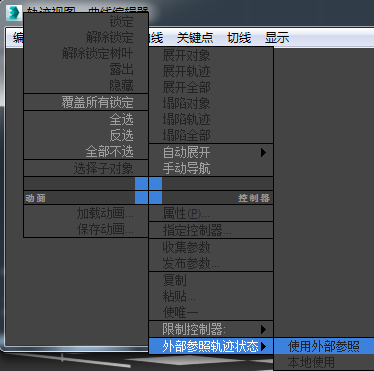 轨迹视图 - 曲线编辑器
编 曲线 关键点 切线 显示
锁定
解除锁定
解除锁定树叶
露出
隐藏
覆盖所有锁定
全选
反选
全部不选
选择子对象
展开对象
展开轨迹
展开全部
塌陷对象
塌陷轨迹
塌陷全部
自动展开
手动导航
动画
控制器
加载动画...
保存动画...
属性(P)...
指定控制器...
收集参数
发布参数...
复制
粘贴...
使唯一
限制控制器:
外部参照轨迹状态
使用外部参照
本地使用